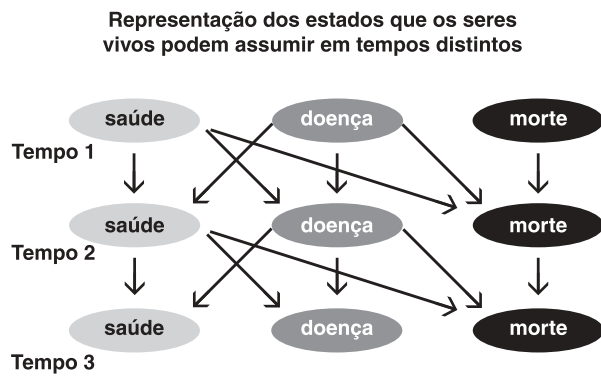 Representação dos estados que os seres
vivos podem assumir em tempos distintos
saúde doença morte
Tempo 1
saúde doença morte
Tempo 2
saúde doença morte
Tempo 3